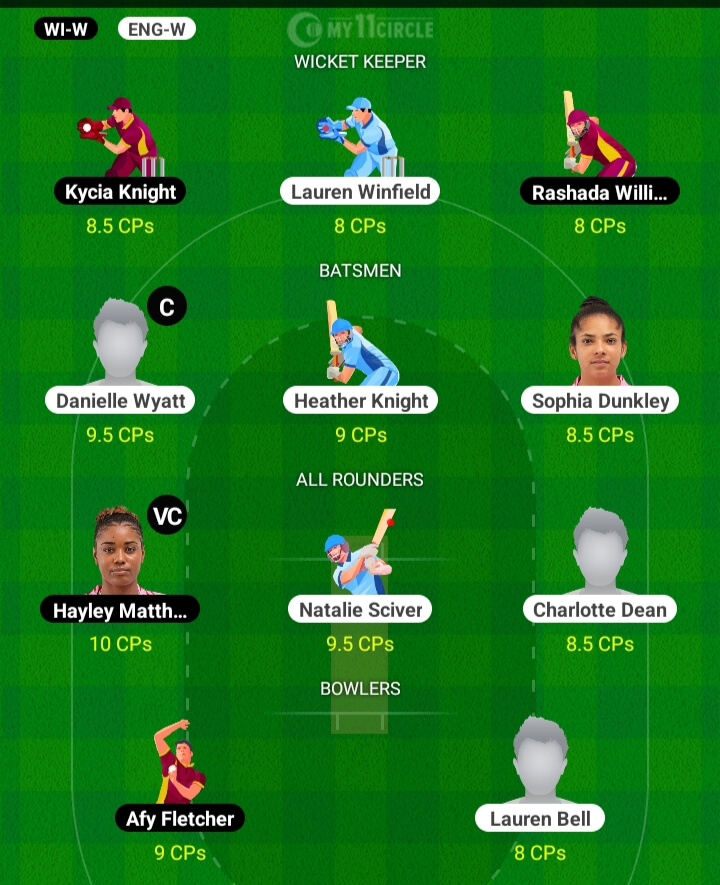 WI-W ENG-W MY11CIRCLE
WICKET KEEPER
Kycia Knight Lauren Winfield Rashada Willi...
8.5 CPs 8 CPs 8 CPs
BATSMEN
C
Danielle Wyatt Heather Knight Sophia Dunkley
9.5 CPs 9 CPs 8.5 CPs
ALL ROUNDERS
VC
Hayley Matth... Natalie Sciver Charlotte Dean
10 CPs 9.5 CPs 8.5 CPs
BOWLERS
Afy Fletcher Lauren Bell
9 CPs 8 CPs